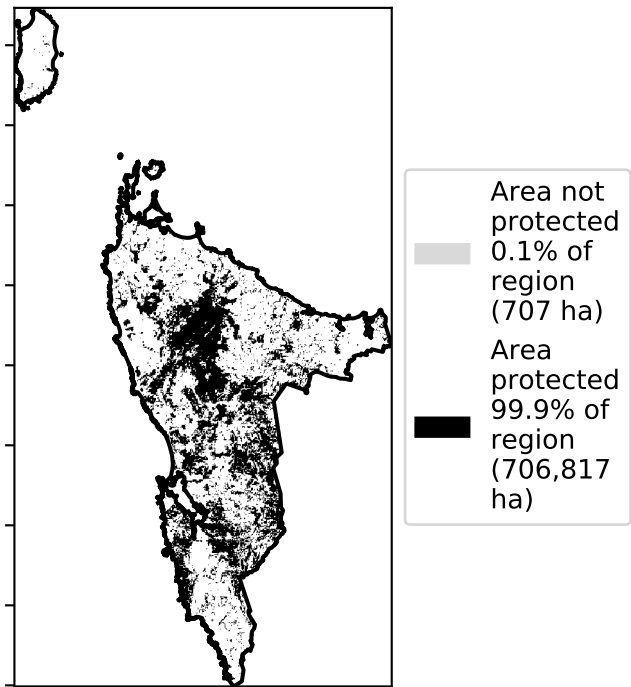 Area not
protected
0.1% of
region
(707 ha)
Area
protected
99.9% of
region
(706,817
ha)